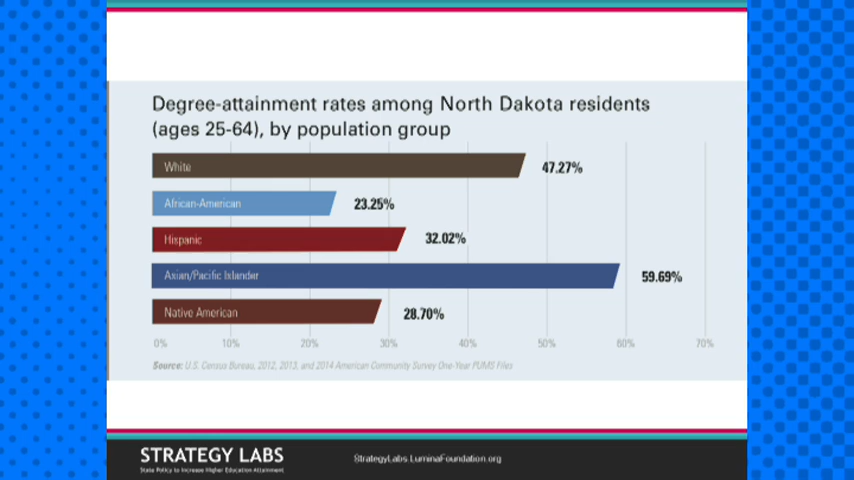 Degree-attainment rates among North Dakota residents
(ages 25-64), by population group
White 47.27%
African-American 23.25%
Hispanic 32.02%
Asian/Pacific Islander 59.69%
Native American 28.70%
0% 10% 20% 30% 40% 50% 60% 70%
Source: U.S. Census Bureau, 2012, 2013, and 2014 American Community Survey One-Year PUMS Files
STRATEGY LABS
State Policy to Increase Higher Education Attainment
StrategyLabs.LuminaFoundation.org